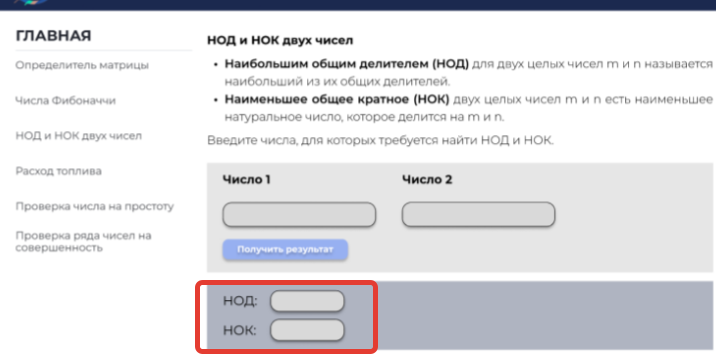 ГЛАВНАЯ
Определитель матрицы
Числа Фибоначчи
НОД и НОК двух чисел
Расход топлива
Проверка числа на простоту
Проверка ряда чисел на
совершенность
НОД и НОК двух чисел
• Наибольшим общим делителем (НОД) для двух целых чисел m и n называется
наибольший из их общих делителей.
• Наименьшее общее кратное (НОК) двух целых чисел m и n есть наименьшее
натуральное число, которое делится на m и n.
Введите числа, для которых требуется найти НОД и НОК.
Число 1 Число 2
Получить результат
НОД:
НОК: